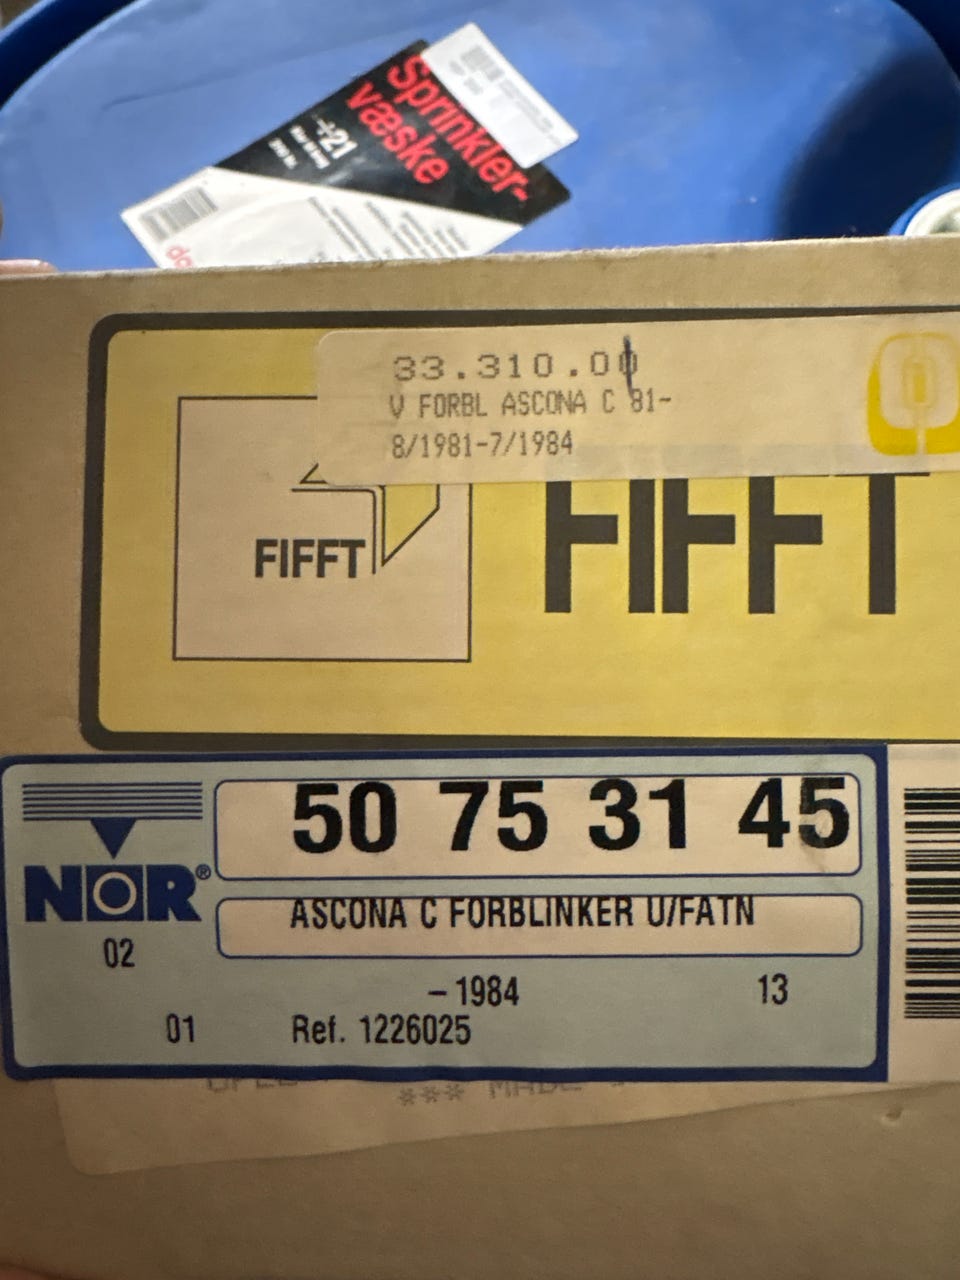 Sprinkler-
væske
÷21
33.310.00
V FORBL ASCONA C 81-
8/1981-7/1984
FIFFT
FIFFT
50 75 31 45
NOR®
ASCONA C FORBLINKER U/FATN
02
– 1984 13
01 Ref. 1226025
*** MADE